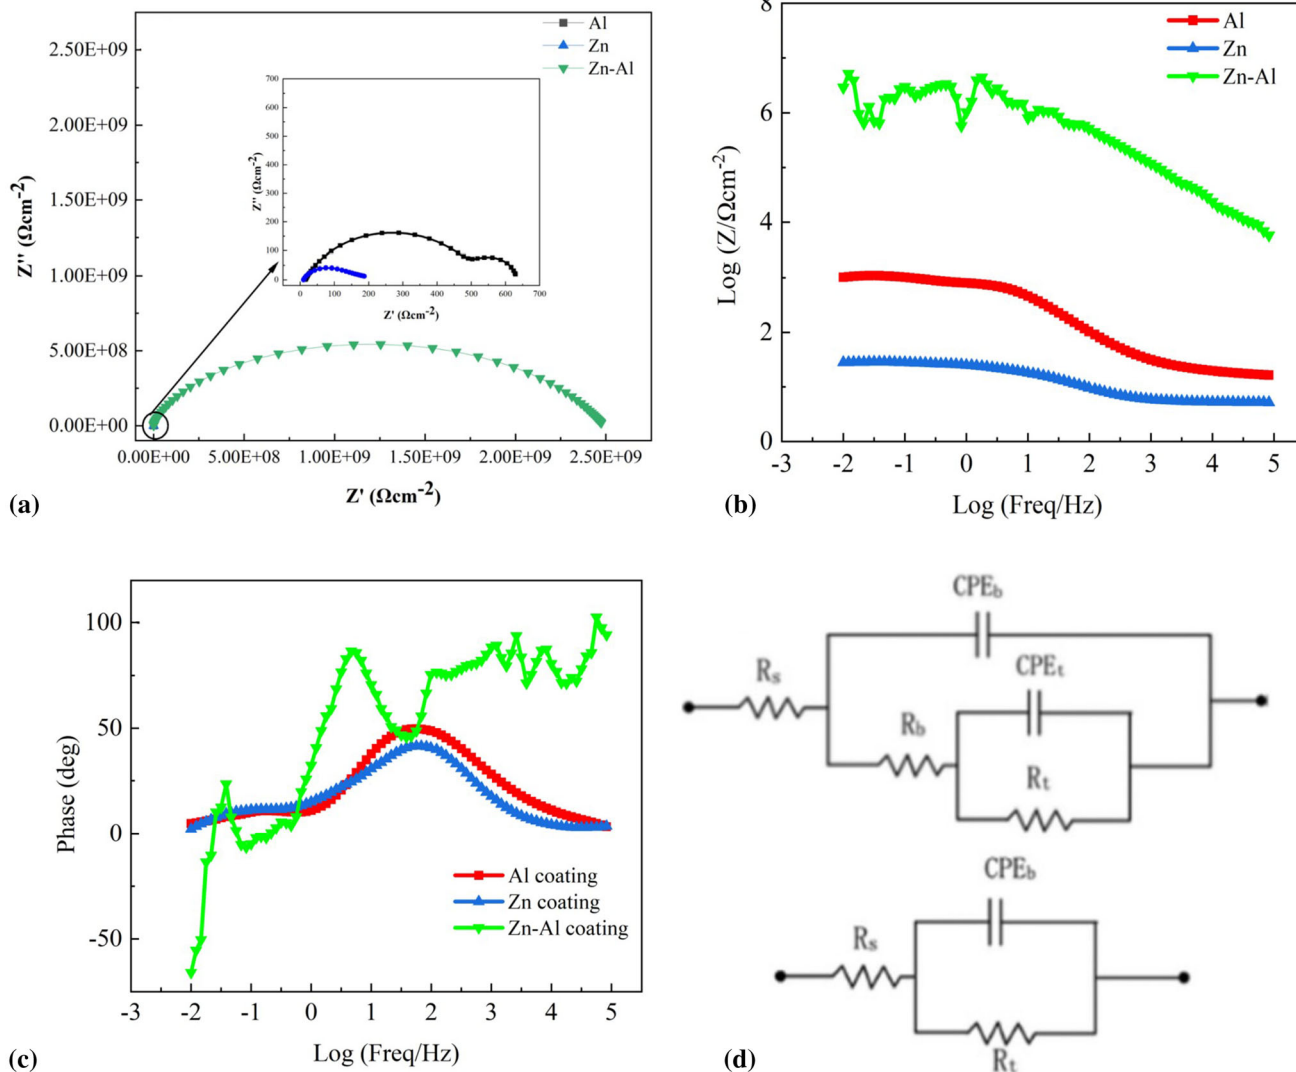 Al
Zn
Zn-Al
2.50E+09
2.00E+09
1.50E+09
1.00E+09
5.00E+08
0.00E+00
Z'' (Ωcm-2)
0.00E+00 5.00E+08 1.00E+09 1.50E+09 2.00E+09 2.50E+09
Z' (Ωcm-2)
700
600
500
400
300
200
100
0
Z'' (Ωcm-2)
0 100 200 300 400 500 600 700
Z' (Ωcm-2)
(a)
Al
Zn
Zn-Al
8
6
4
2
0
Log (Z/Ωcm-2)
-3 -2 -1 0 1 2 3 4 5
Log (Freq/Hz)
(b)
100
50
0
-50
Phase (deg)
Al coating
Zn coating
Zn-Al coating
-3 -2 -1 0 1 2 3 4 5
Log (Freq/Hz)
(c)
CPEb
Rs
CPEt
Rb
Rt
CPEb
Rs
Rt
(d)